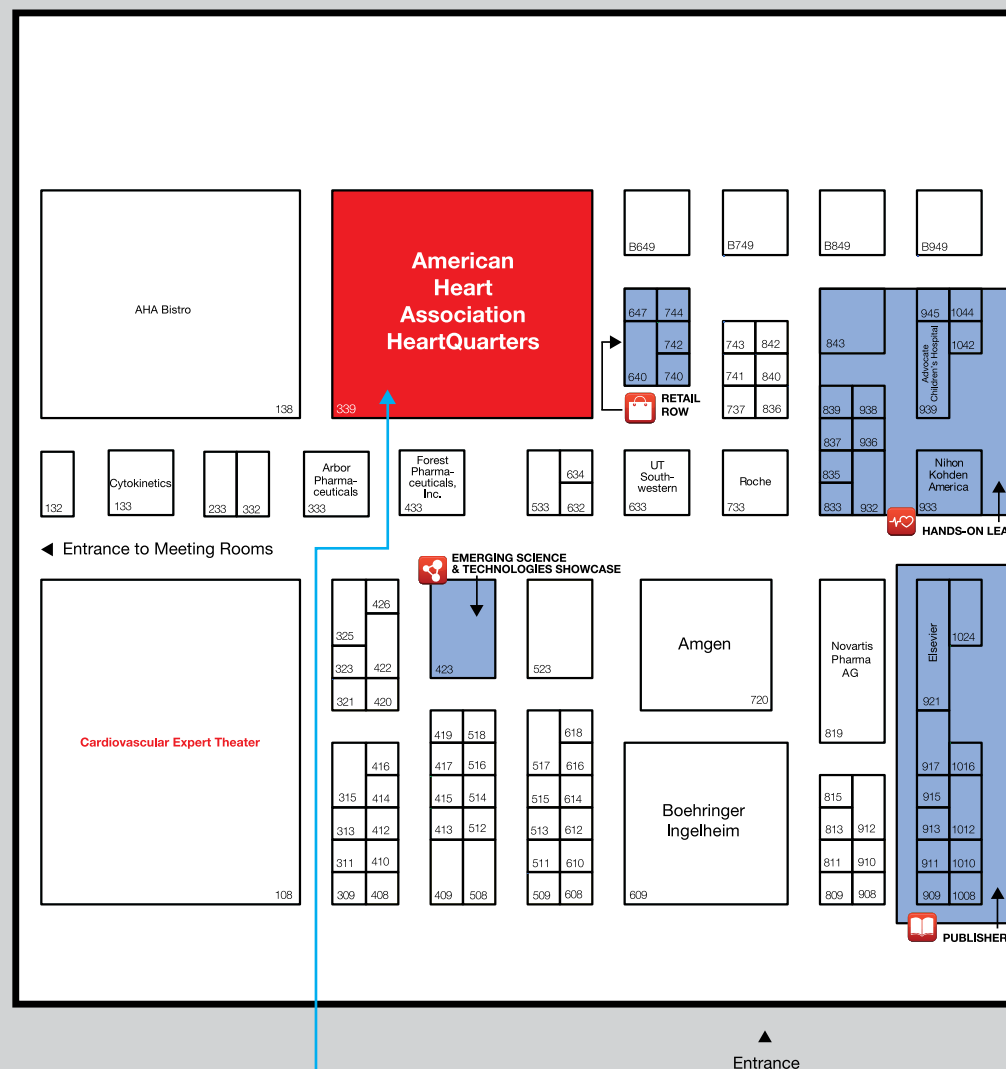 B649
B749
B849
B949
American
Heart
Association
HeartQuarters
339
AHA Bistro
138
647
744
742
640
740
RETAIL
ROW
743
842
741
840
737
836
843
945
1044
1042
Advocate
Children's Hospital
939
839
938
837
936
835
833
932
Nihon
Kohden
America
933
HANDS-ON LEA
132
Cytokinetics
133
233
332
Arbor
Pharma-
ceuticals
333
Forest
Pharma-
ceuticals,
Inc.
433
533
634
632
UT
South-
western
633
Roche
733
Entrance to Meeting Rooms
EMERGING SCIENCE
& TECHNOLOGIES SHOWCASE
Cardiovascular Expert Theater
108
325
426
323
422
321
420
423
523
Amgen
720
Novartis
Pharma
AG
819
Elsevier
921
1024
416
315
414
313
412
311
410
309
408
419
518
417
516
415
514
413
512
409
508
618
517
616
515
614
513
612
511
610
509
608
Boehringer
Ingelheim
609
815
813
912
811
910
809
908
917
1016
915
913
1012
911
1010
909
1008
PUBLISHER
Entrance